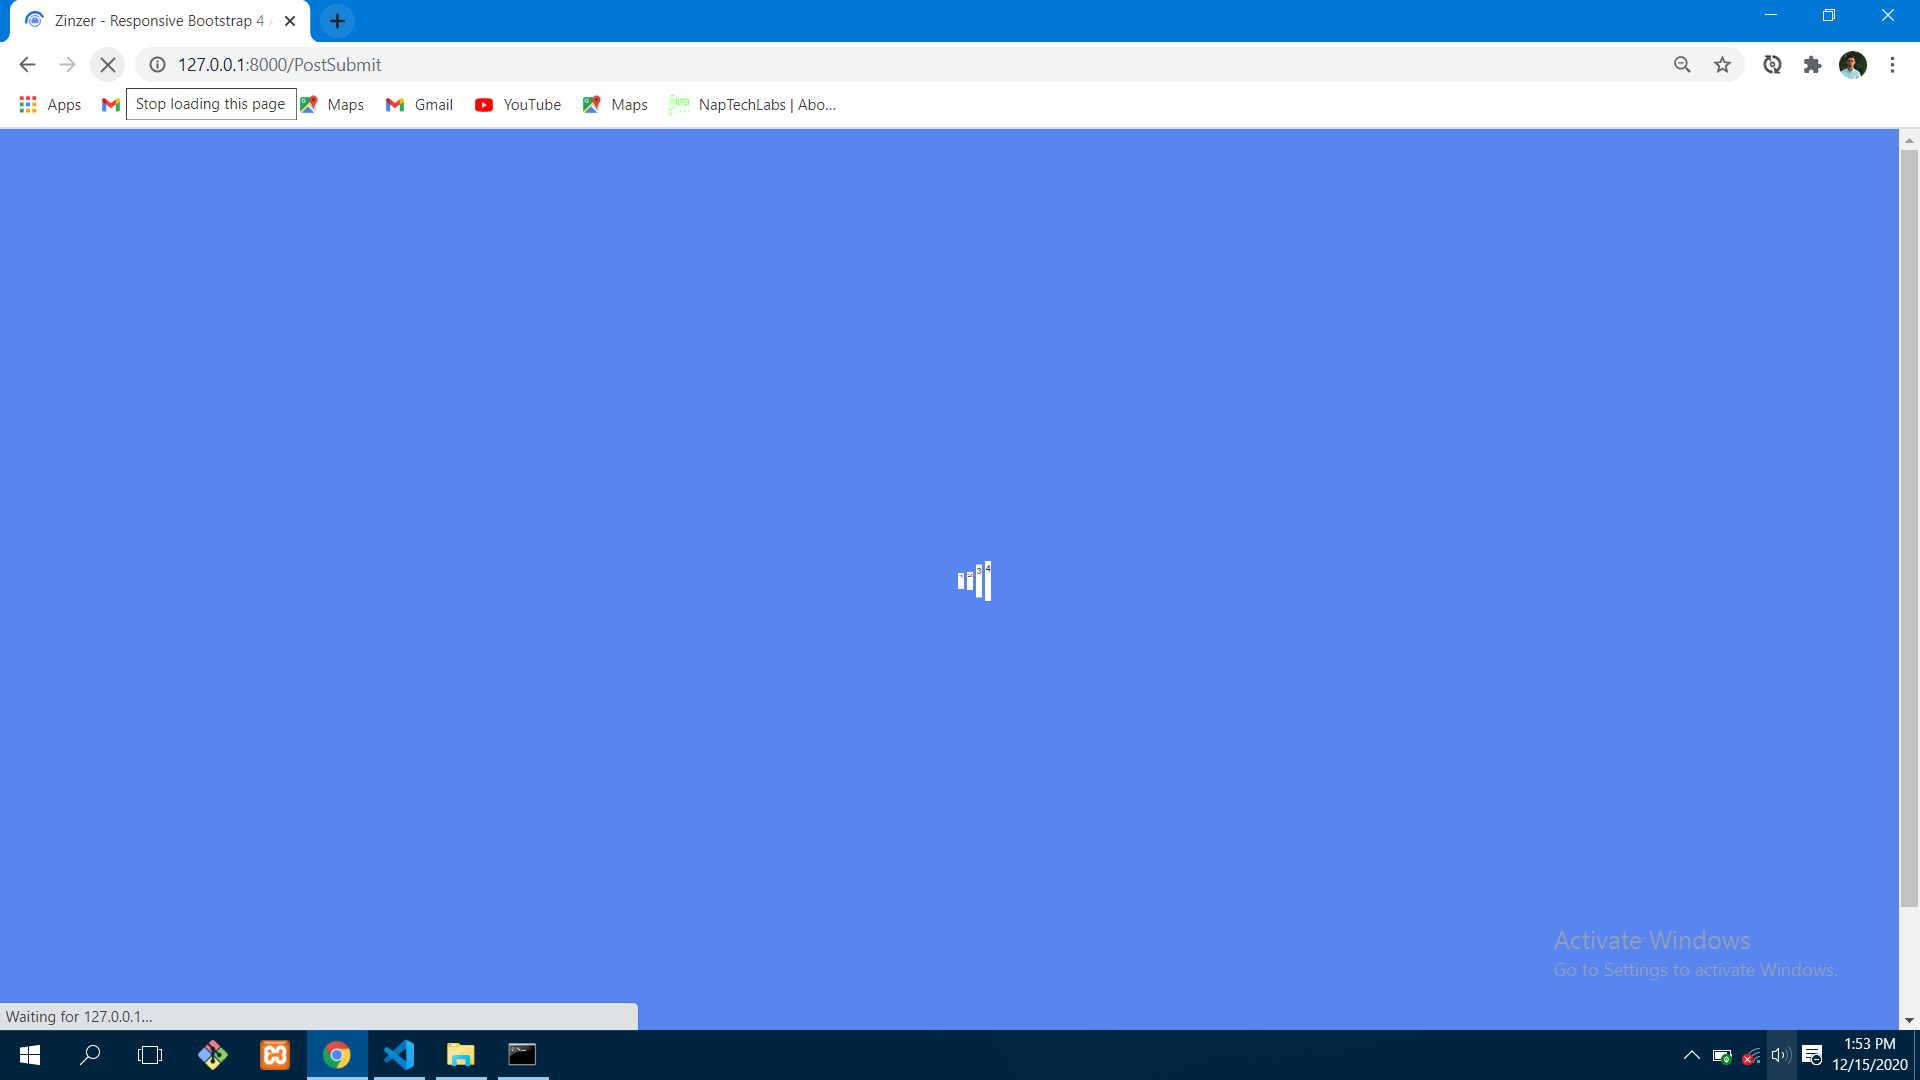 Zinzer - Responsive Bootstrap 4
127.0.0.1:8000/PostSubmit
Apps
Stop loading this page
Maps
Gmail
YouTube
Maps
NapTechLabs | Abo...
1
3
4
Activate Windows
Go to Settings to activate Windows.
Waiting for 127.0.0.1...
1:53 PM
12/15/2020